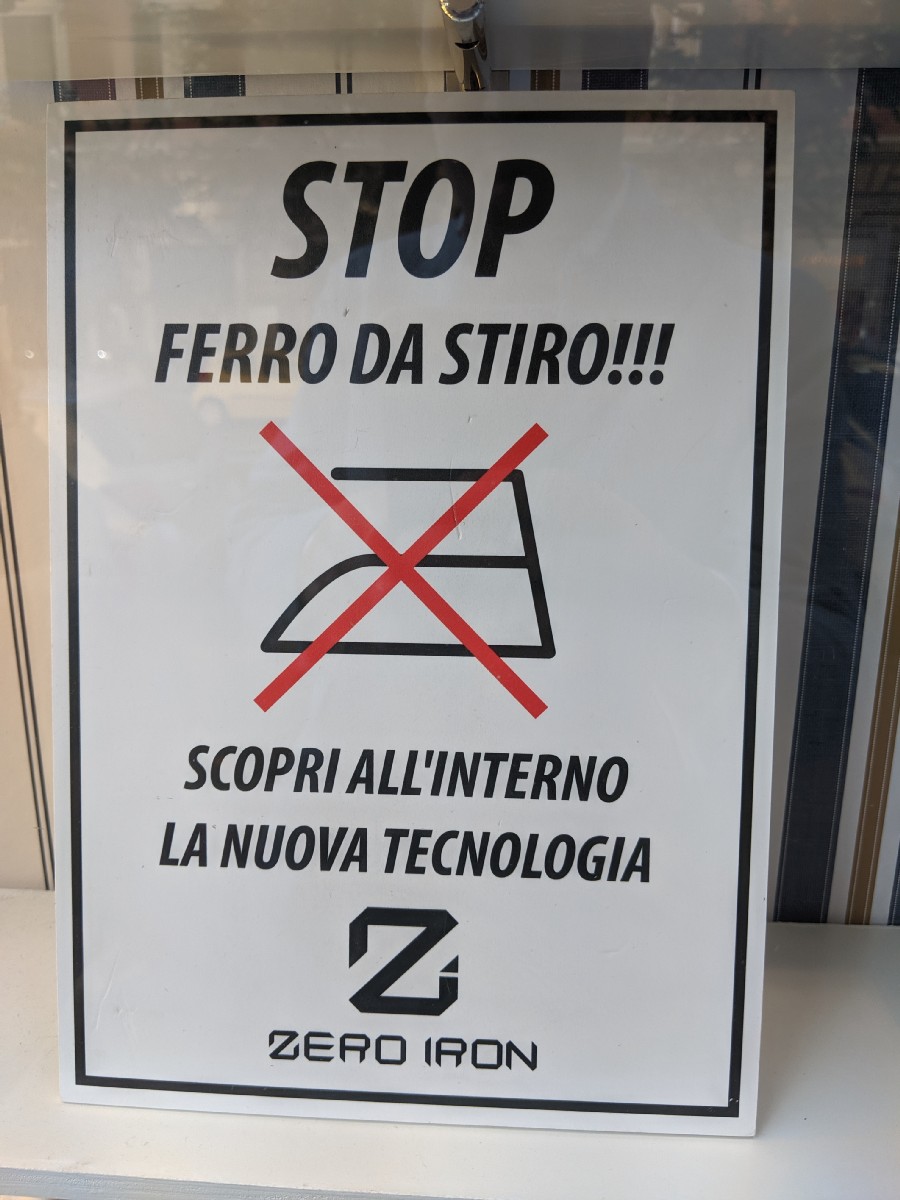 STOP
FERRO DA STIRO!!!
SCOPRI ALL'INTERNO
LA NUOVA TECNOLOGIA
Z
ZERO IRON